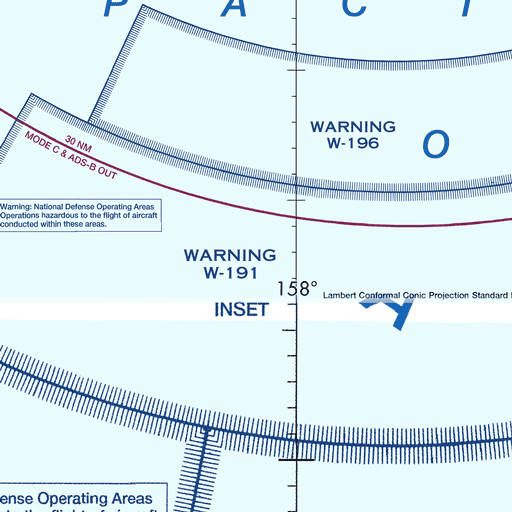 P A C I
WARNING
W-196
O
30 NM
MODE C & ADS-B OUT
Warning: National Defense Operating Areas
Operations hazardous to the flight of aircraft
conducted within these areas.
WARNING
W-191
158°
Lambert Conformal Conic Projection Standard
INSET
ense Operating Areas